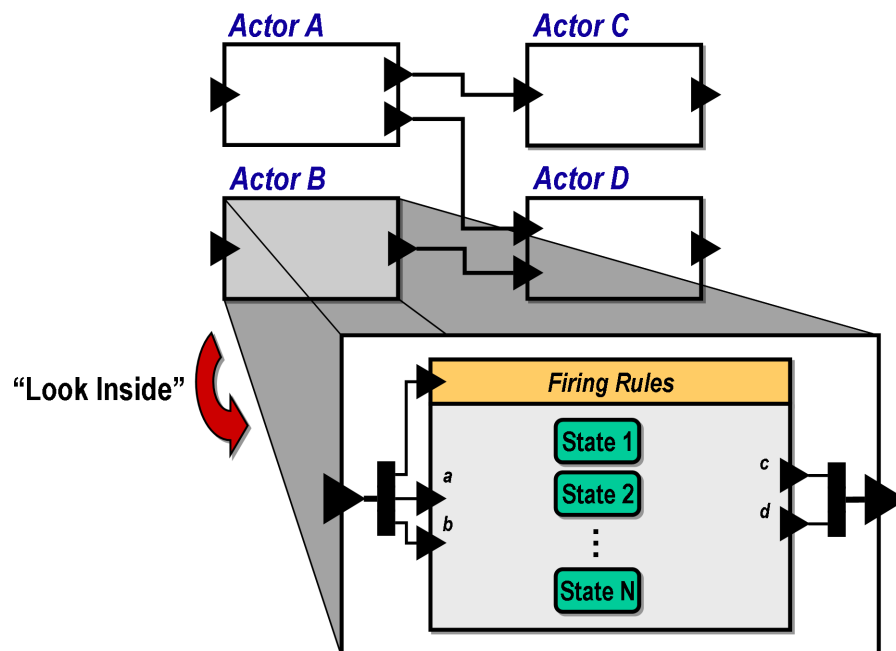 Actor A
Actor C
Actor B
Actor D
“Look Inside”
Firing Rules
State 1
a
c
State 2
b
d
State N